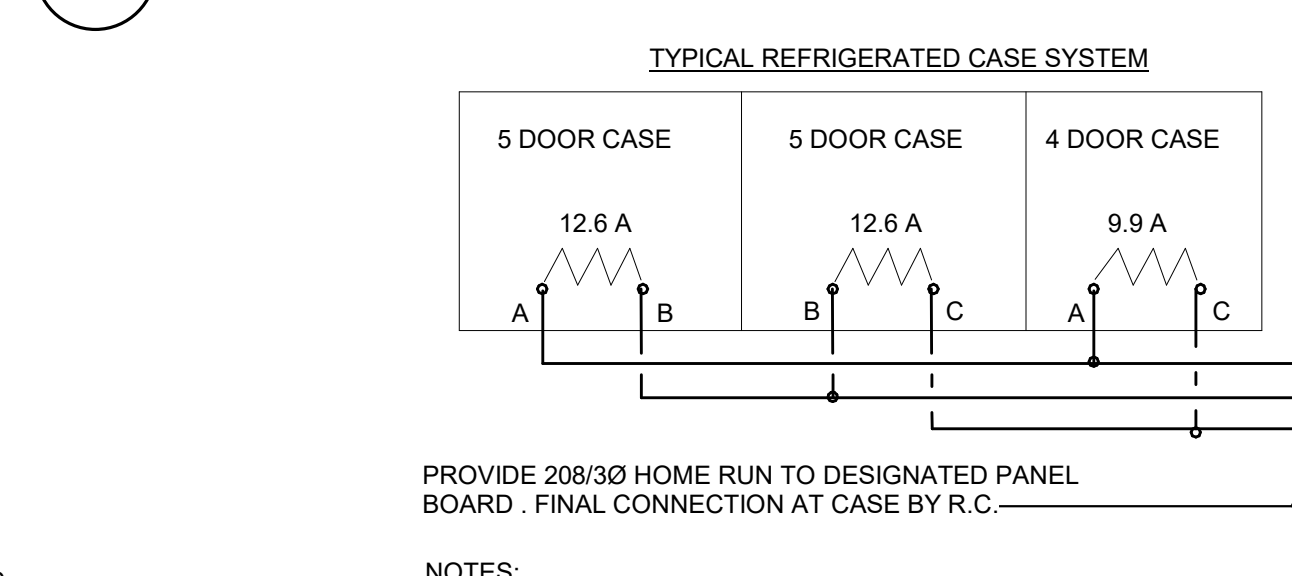 TYPICAL REFRIGERATED CASE SYSTEM
5 DOOR CASE
5 DOOR CASE
4 DOOR CASE
12.6 A
12.6 A
9.9 A
A
B
B
C
A
C
PROVIDE 208/3Ø HOME RUN TO DESIGNATED PANEL
BOARD . FINAL CONNECTION AT CASE BY R.C.
NOTES: